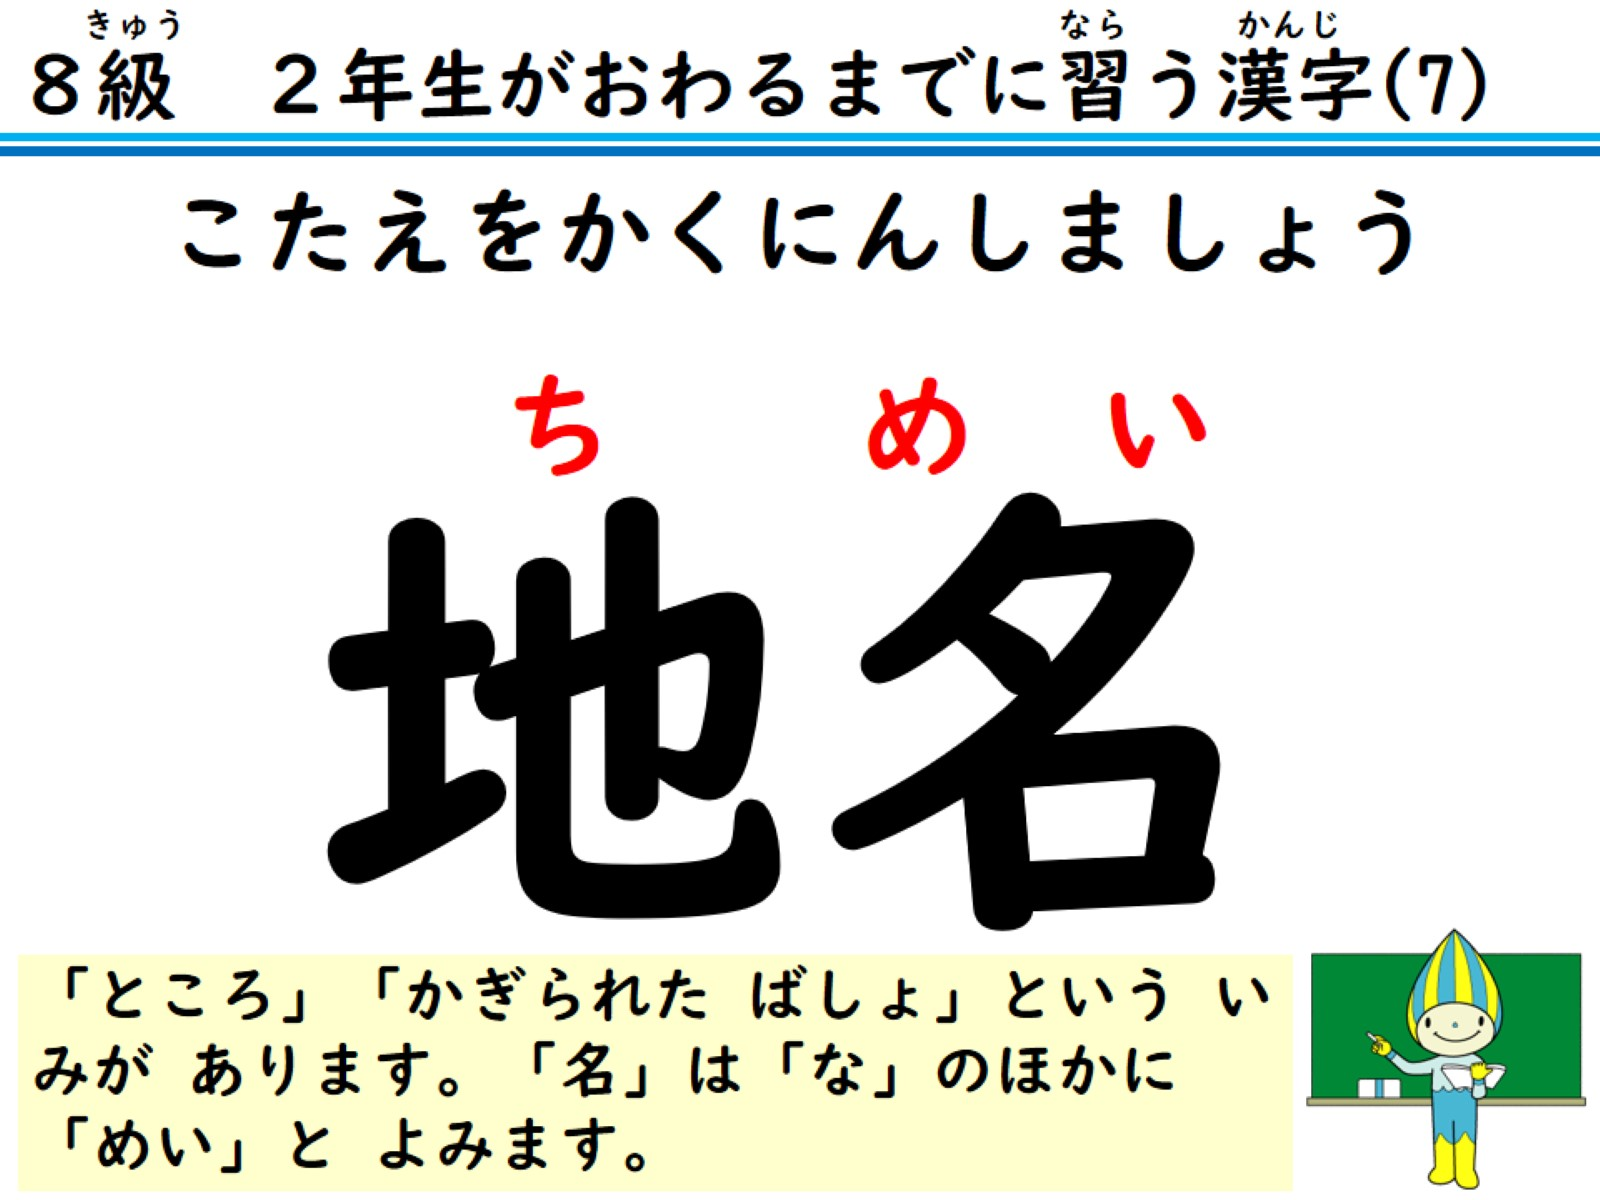 きゅう なら かんじ
８級　２年生がおわるまでに習う漢字(7)
こたえをかくにんしましょう
ち めい
地名
「ところ」「かぎられた ばしょ」という い
みが あります。「名」は「な」のほかに
「めい」と よみます。